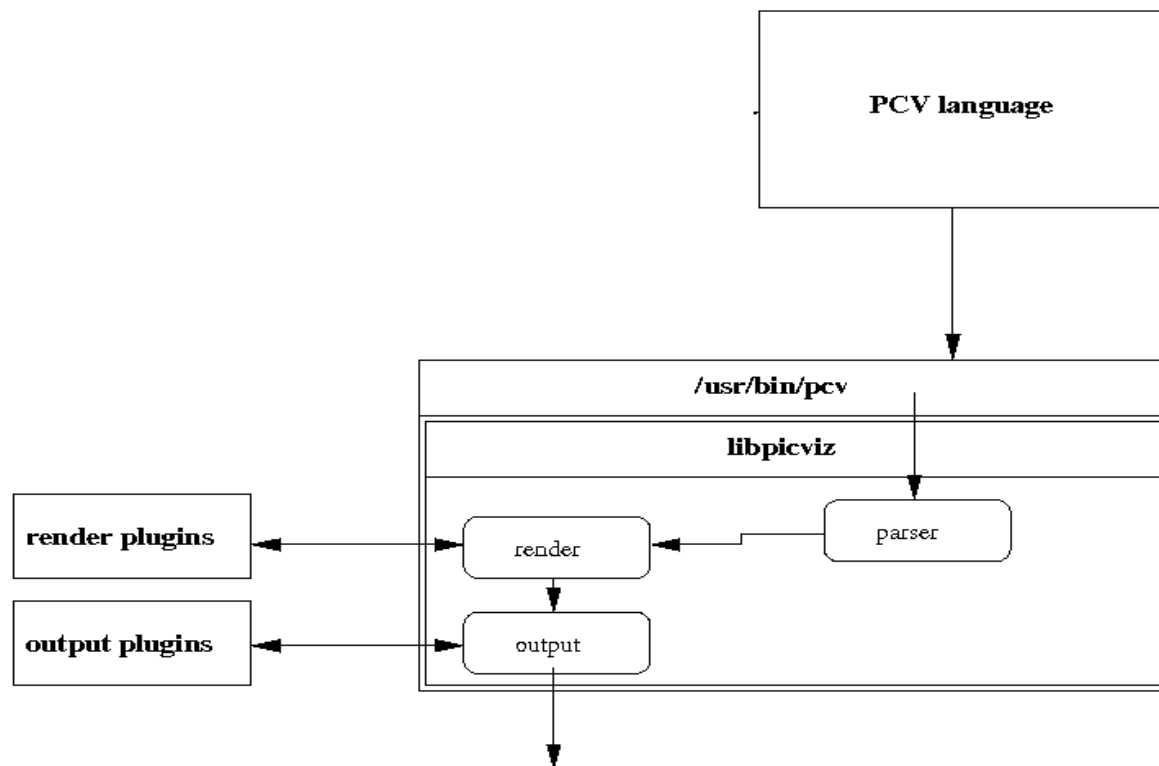 PCV language
/usr/bin/pcv
libpicviz
render plugins
render
parser
output plugins
output